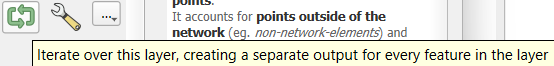 points.
It accounts for points outside of the
... network (eg. non-network-elements) and
Iterate over this layer, creating a separate output for every feature in the layer